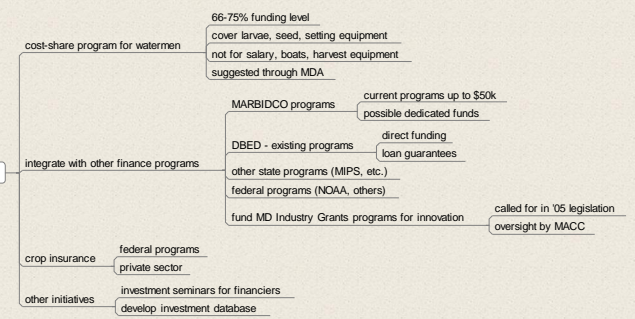 cost-share program for watermen
66-75% funding level
cover larvae, seed, setting equipment
not for salary, boats, harvest equipment
suggested through MDA
integrate with other finance programs
MARBIDCO programs
current programs up to $50k
possible dedicated funds
DBED - existing programs
direct funding
loan guarantees
other state programs (MIPS, etc.)
federal programs (NOAA, others)
fund MD Industry Grants programs for innovation
called for in '05 legislation
oversight by MACC
crop insurance
federal programs
private sector
other initiatives
investment seminars for financiers
develop investment database